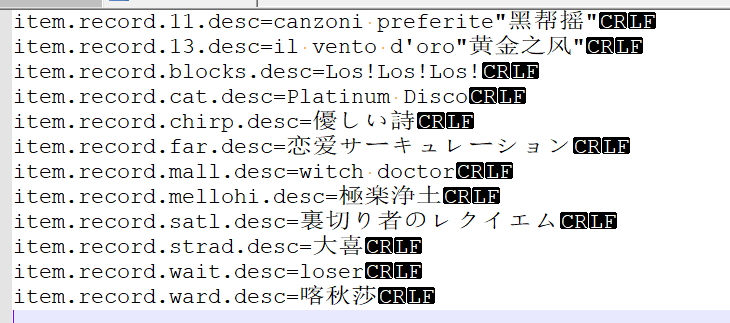 item.record.11.desc=canzoni preferite"黑帮摇"CRLF
item.record.13.desc=il vento d'oro"黄金之风"CRLF
item.record.blocks.desc=Los!Los!Los!CRLF
item.record.cat.desc=Platinum DiscoCRLF
item.record.chirp.desc=優しい詩CRLF
item.record.far.desc=恋爱サーキュレーションCRLF
item.record.mall.desc=witch doctorCRLF
item.record.mellohi.desc=極楽浄土CRLF
item.record.satl.desc=裏切り者のレクイエムCRLF
item.record.strad.desc=大喜CRLF
item.record.wait.desc=loserCRLF
item.record.ward.desc=喀秋莎CRLF